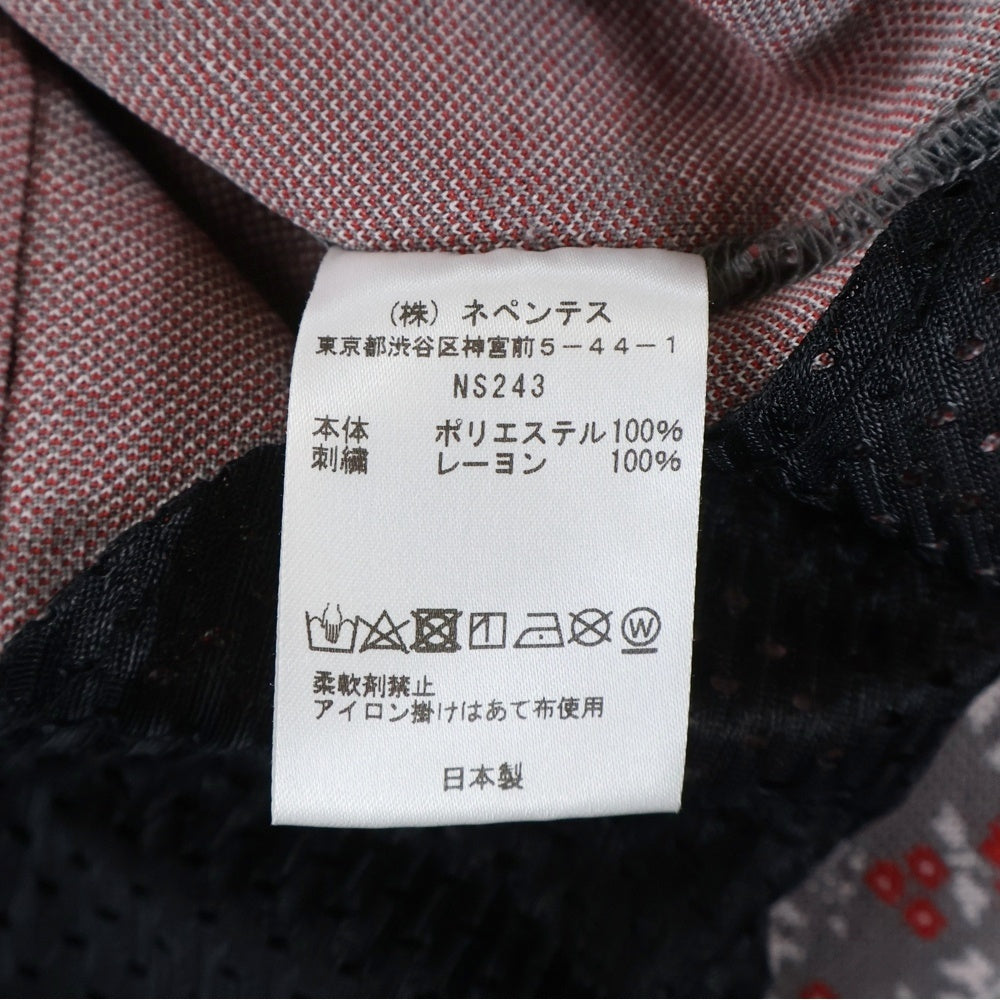 (株) ネペンテス
東京都渋谷区神宮前5-44-1
NS243
本体 ポリエステル100%
刺繍 レーヨン 100%
W
柔軟剤禁止
アイロン掛けはあて布使用
日本製